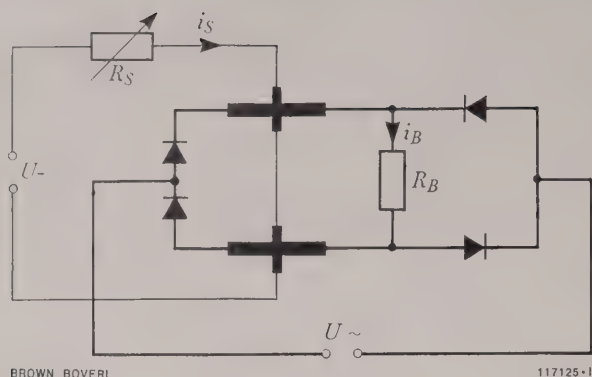 i_S
R_S
i_B
U-
R_B
U ~
BROWN BOVERI
117125·I